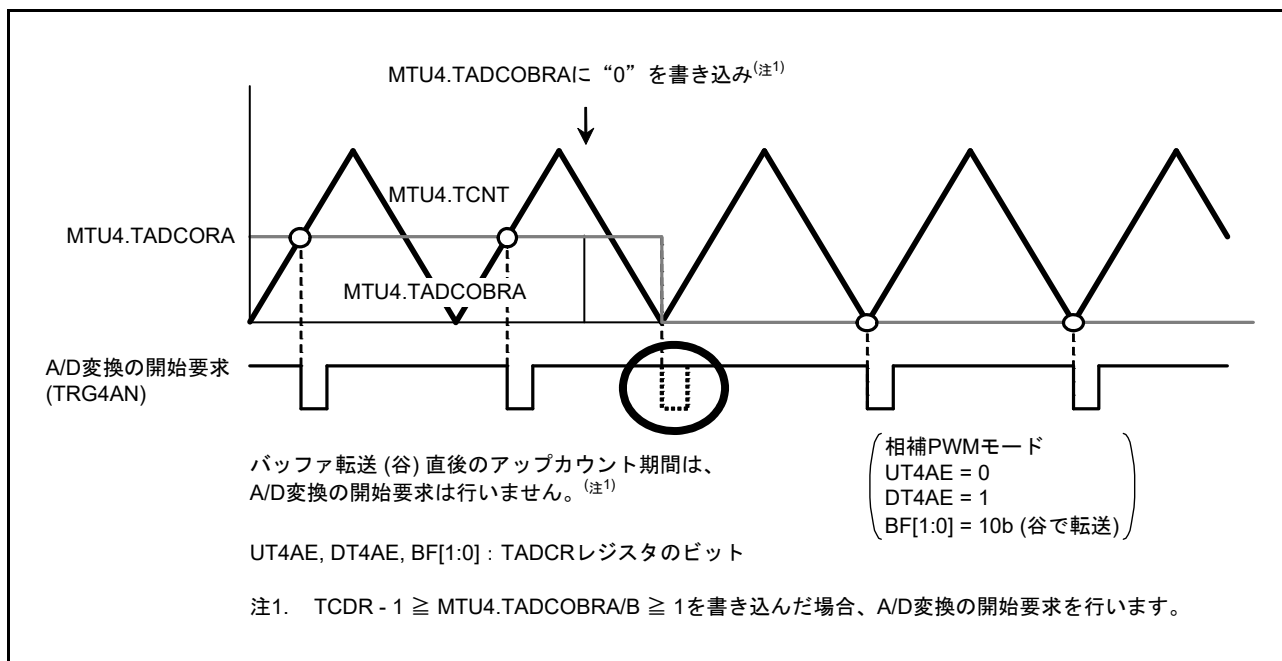 MTU4.TADCOBRAに“0”を書き込み(注1)
MTU4.TCNT
MTU4.TADCORA
MTU4.TADCOBRA
A/D変換の開始要求
(TRG4AN)
バッファ転送 (谷) 直後のアップカウント期間は、
A/D変換の開始要求は行いません。(注1)
相補PWMモード
UT4AE = 0
DT4AE = 1
BF[1:0] = 10b (谷で転送)
UT4AE, DT4AE, BF[1:0] : TADCRレジスタのビット
注1. TCDR - 1 ≧ MTU4.TADCOBRA/B ≧ 1を書き込んだ場合、A/D変換の開始要求を行います。